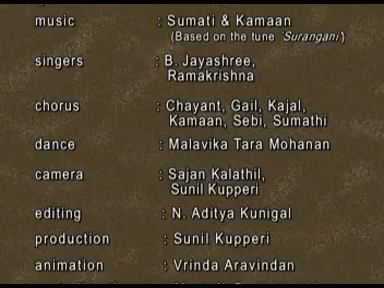 music : Sumati & Kamaan
(Based on the tune 'Surangani')
singers : B. Jayashree,
Ramakrishna
chorus : Chayant, Gail, Kajal,
Kamaan, Sebi, Sumathi
dance : Malavika Tara Mohanan
camera : Sajan Kalathil,
Sunil Kupperi
editing : N. Aditya Kunigal
production : Sunil Kupperi
animation : Vrinda Aravindan